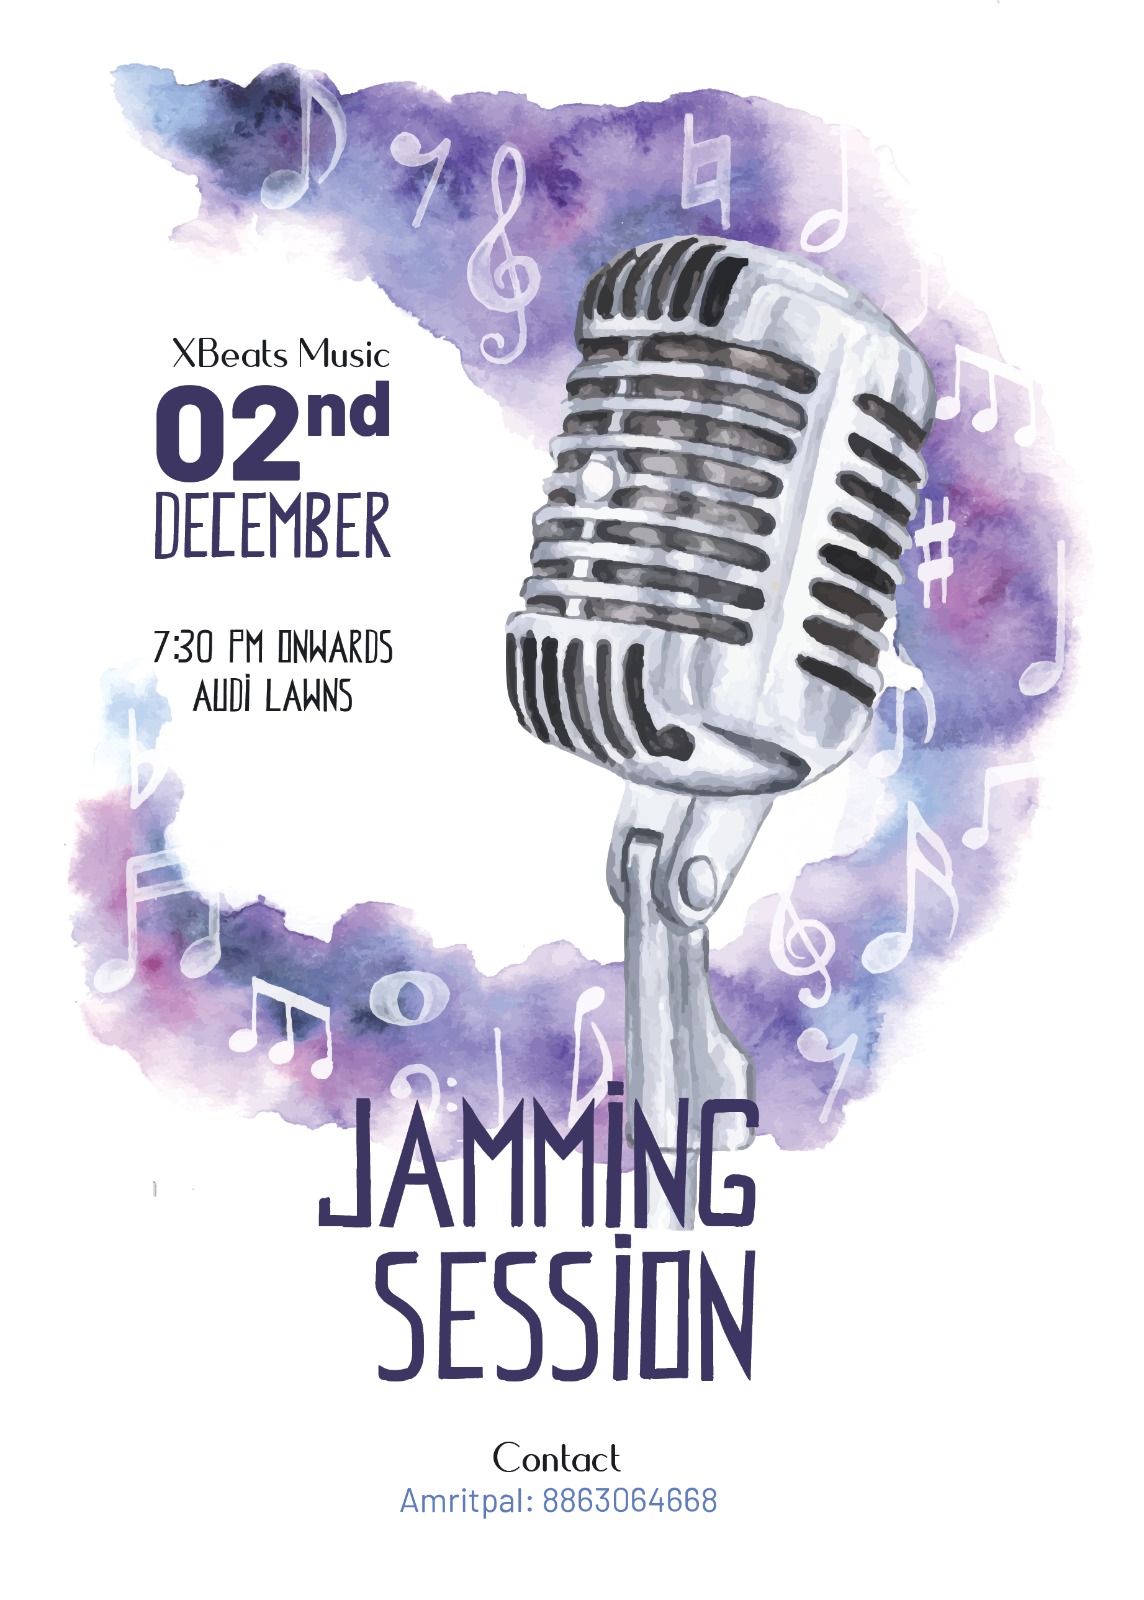 XBeats Music
02nd
DECEMBER
7:30 PM ONWARDS
AUDi LAWNS
JAMMiNG
SESSiON
Contact
Amritpal: 8863064668